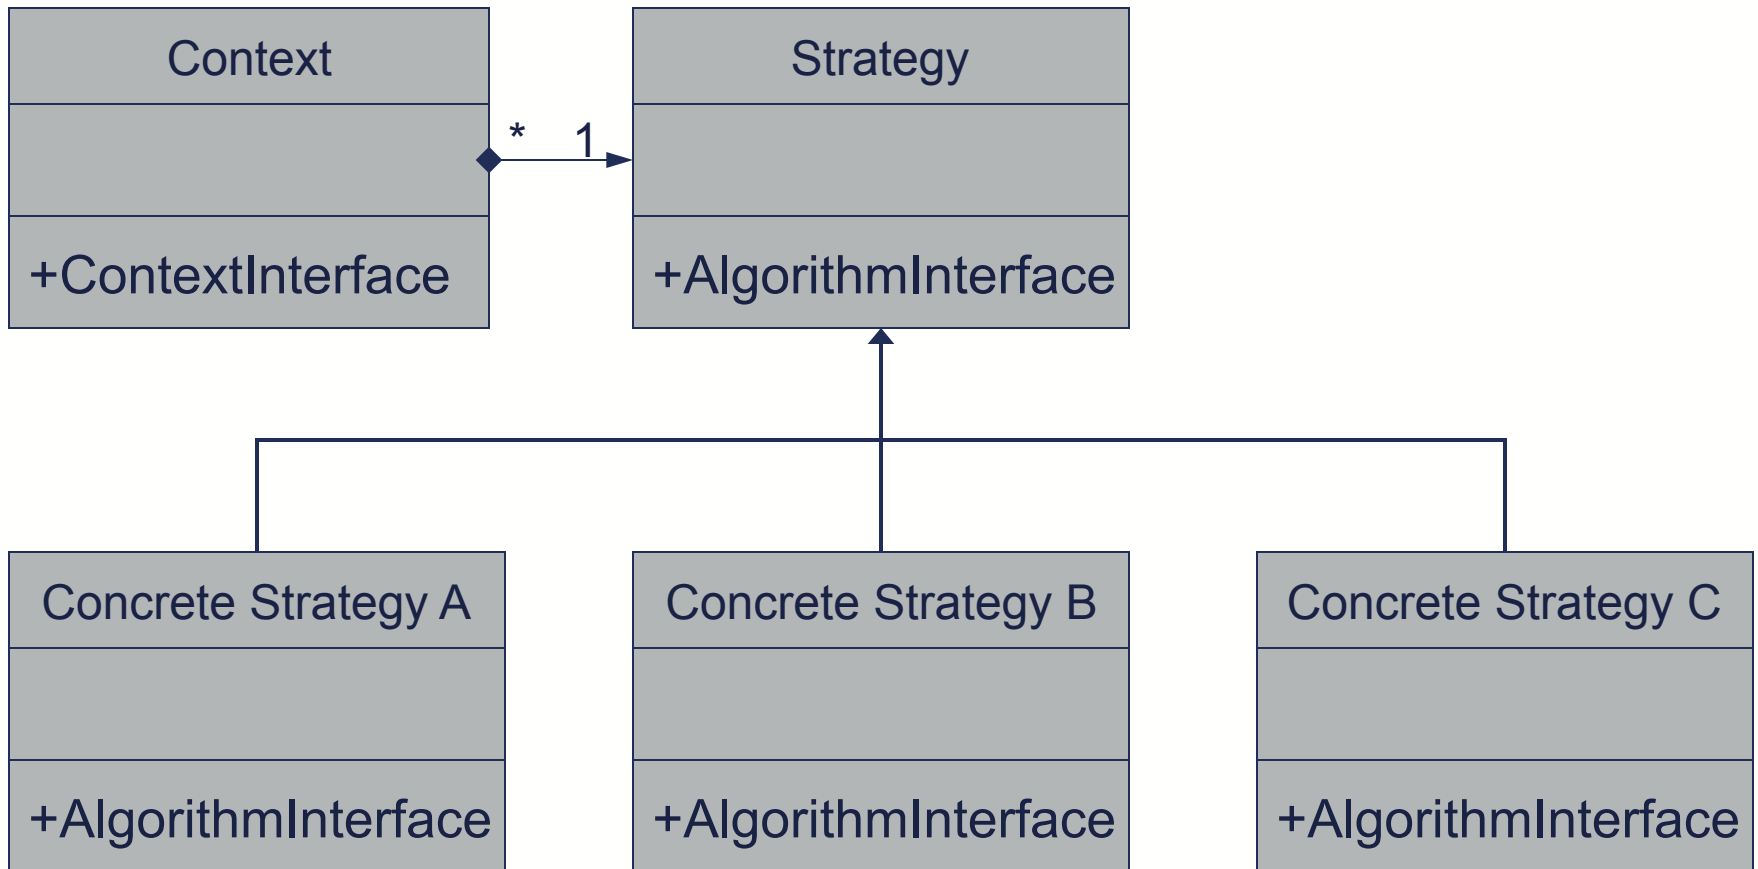 Context
Strategy
* 1
+ContextInterface
+AlgorithmInterface
Concrete Strategy A
Concrete Strategy B
Concrete Strategy C
+AlgorithmInterface
+AlgorithmInterface
+AlgorithmInterface